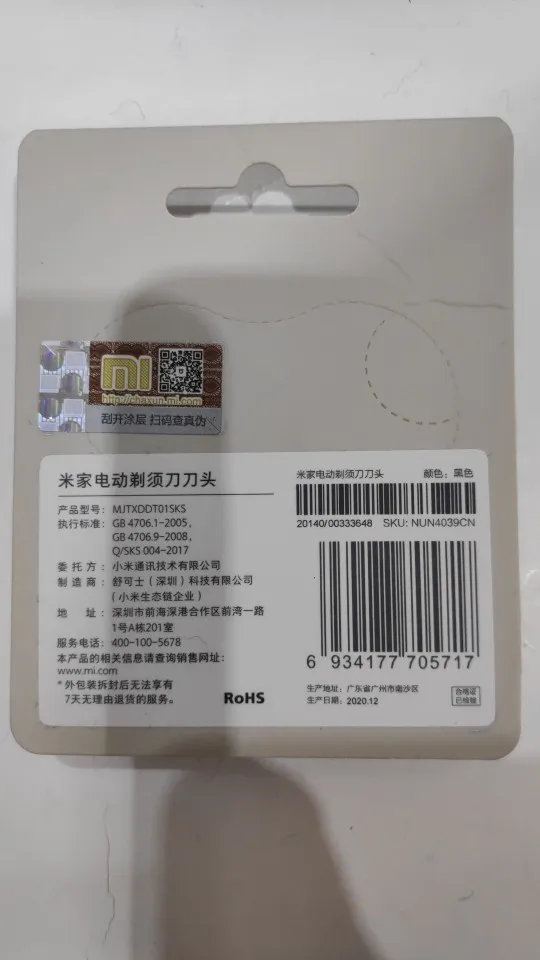 mi
http://chaxun.mi.com
刮开涂层 扫码查真伪
米家电动剃须刀刀头
产品型号: MJTXDDT01SKS
执行标准: GB 4706.1-2005,
GB 4706.9-2008,
Q/SKS 004-2017
委 托 方: 小米通讯技术有限公司
制 造 商: 舒可士（深圳）科技有限公司
（小米生态链企业）
地 址: 深圳市前海深港合作区前湾一路
1号A栋201室
服务电话: 400-100-5678
本产品的相关信息请查询销售网址:
www.mi.com
*外包装拆封后无法享有
7天无理由退货的服务。
RoHS
米家电动剃须刀刀头 颜色: 黑色
20140/00333648 SKU: NUN4039CN
6 934177 705717
生产地址: 广东省广州市南沙区
生产日期: 2020.12
合格证
已检验